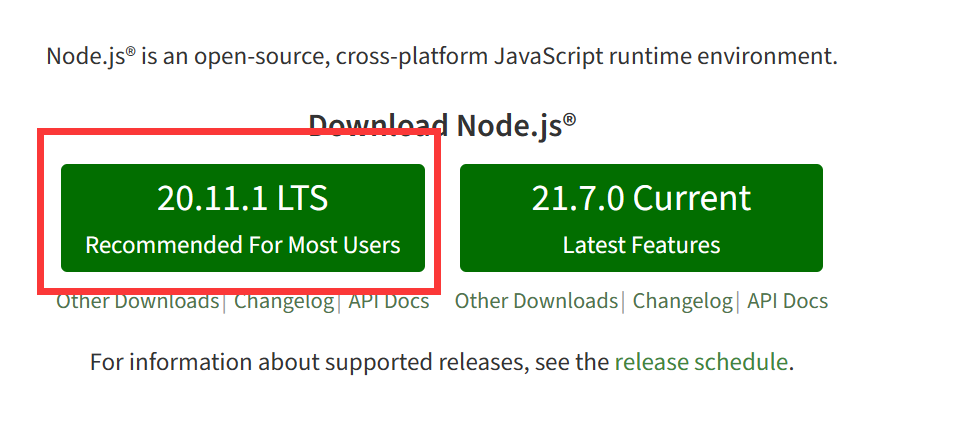 Node.js® is an open-source, cross-platform JavaScript runtime environment.
Download Node.js®
20.11.1 LTS
Recommended For Most Users
21.7.0 Current
Latest Features
Other Downloads| Changelog| API Docs
Other Downloads| Changelog| API Docs
For information about supported releases, see the release schedule.